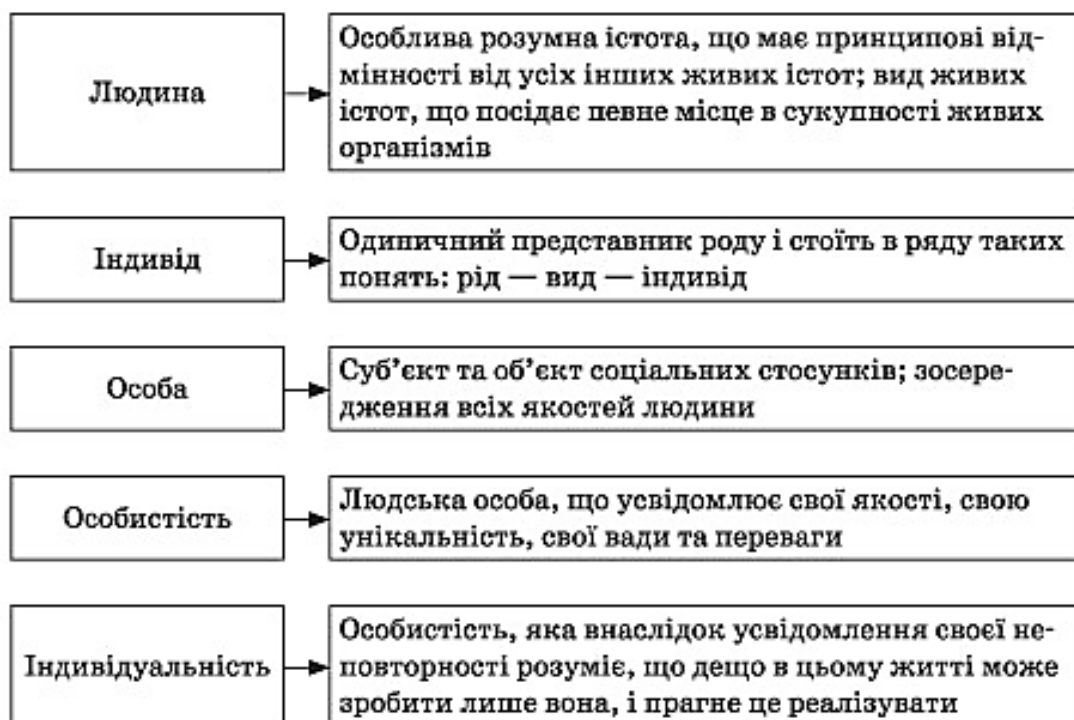 Людина
Особлива розумна істота, що має принципові від-
мінності від усіх інших живих істот; вид живих
істот, що посідає певне місце в сукупності живих
організмів
Індивід
Одиничний представник роду і стоїть в ряду таких
понять: рід — вид — індивід
Особа
Суб’єкт та об’єкт соціальних стосунків; зосере-
дження всіх якостей людини
Особистість
Людська особа, що усвідомлює свої якості, свою
унікальність, свої вади та переваги
Індивідуальність
Особистість, яка внаслідок усвідомлення своєї не-
повторності розуміє, що дещо в цьому житті може
зробити лише вона, і прагне це реалізувати